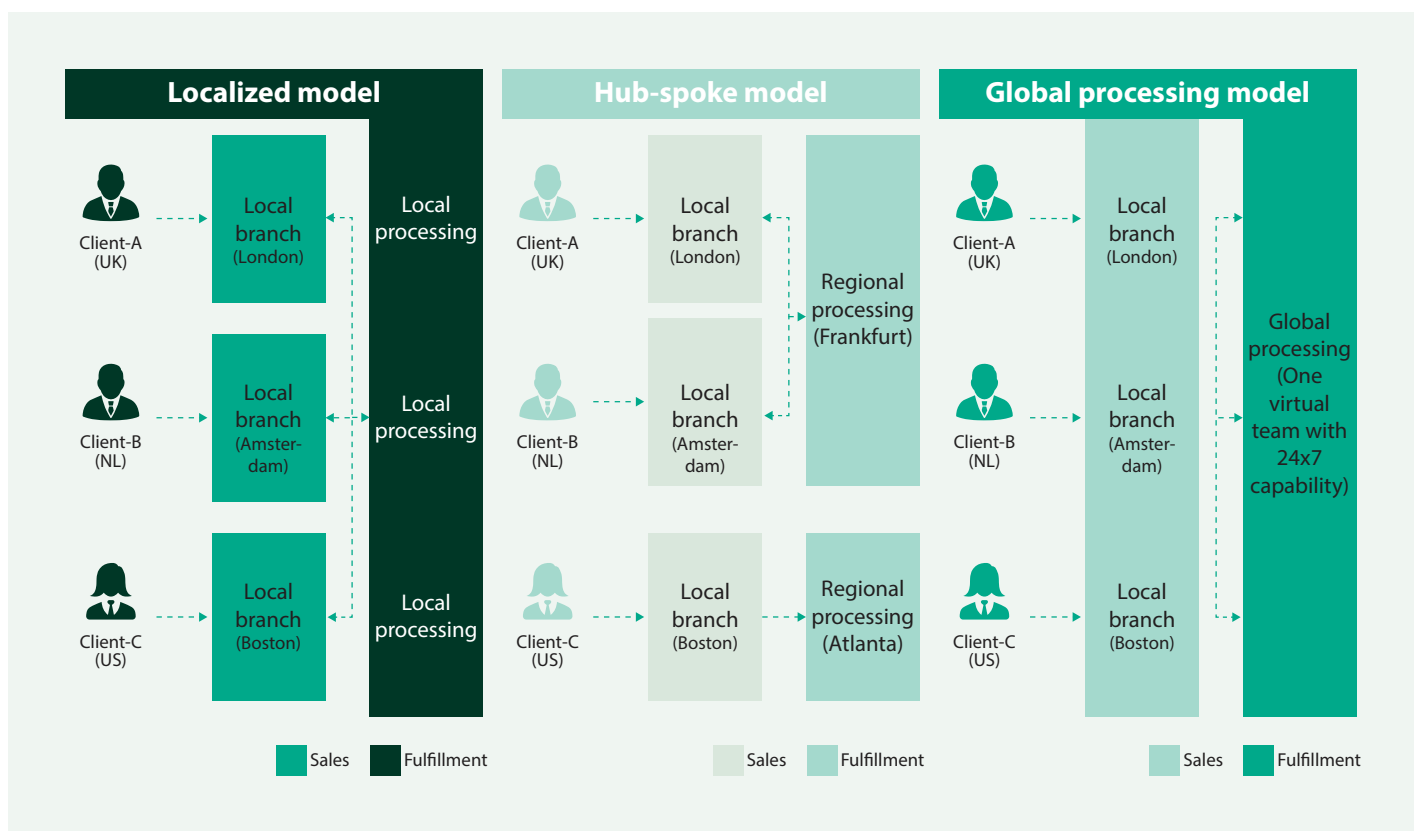 Localized model
Client-A
(UK)
Local
branch
(London)
Local
processing
Client-B
(NL)
Local
branch
(Amster-
dam)
Local
processing
Client-C
(US)
Local
branch
(Boston)
Local
processing
Sales
Fulfillment
Hub-spoke model
Client-A
(UK)
Local
branch
(London)
Regional
processing
(Frankfurt)
Client-B
(NL)
Local
branch
(Amster-
dam)
Client-C
(US)
Local
branch
(Boston)
Regional
processing
(Atlanta)
Sales
Fulfillment
Global processing model
Client-A
(UK)
Local
branch
(London)
Client-B
(NL)
Local
branch
(Amster-
dam)
Client-C
(US)
Local
branch
(Boston)
Global
processing
(One
virtual
team with
24x7
capability)
Sales
Fulfillment